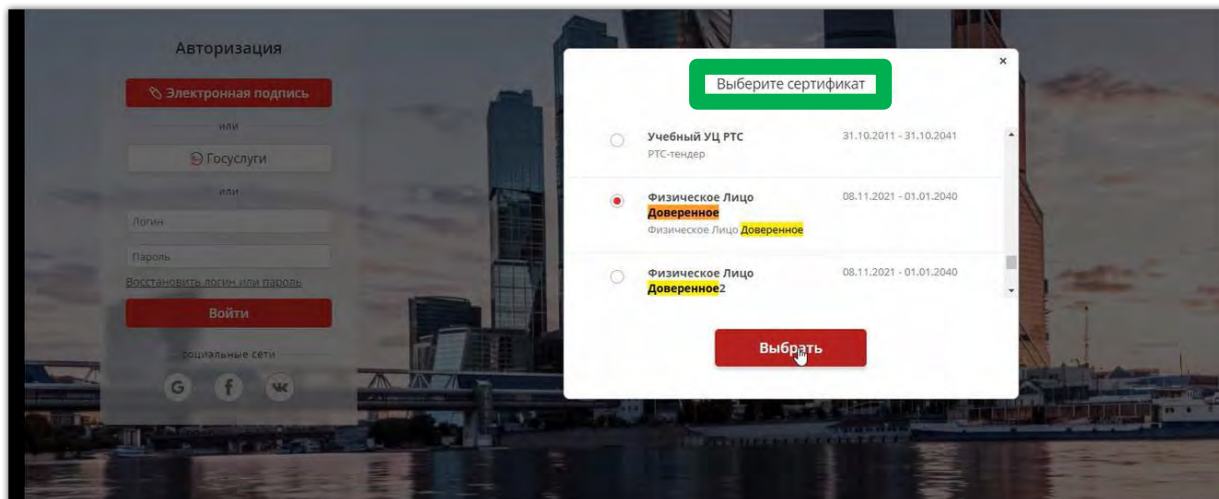 Авторизация
Электронная подпись
или
Госуслуги
или
Логин
Пароль
Восстановить логин или пароль
Войти
социальные сети
G f
Выберите сертификат
×
Учебный УЦ РТС 31.10.2011 - 31.10.2041
РТС-тендер
Физическое Лицо 08.11.2021 - 01.01.2040
Доверенное
Физическое Лицо Доверенное
Физическое Лицо 08.11.2021 - 01.01.2040
Доверенное2
Выбрать